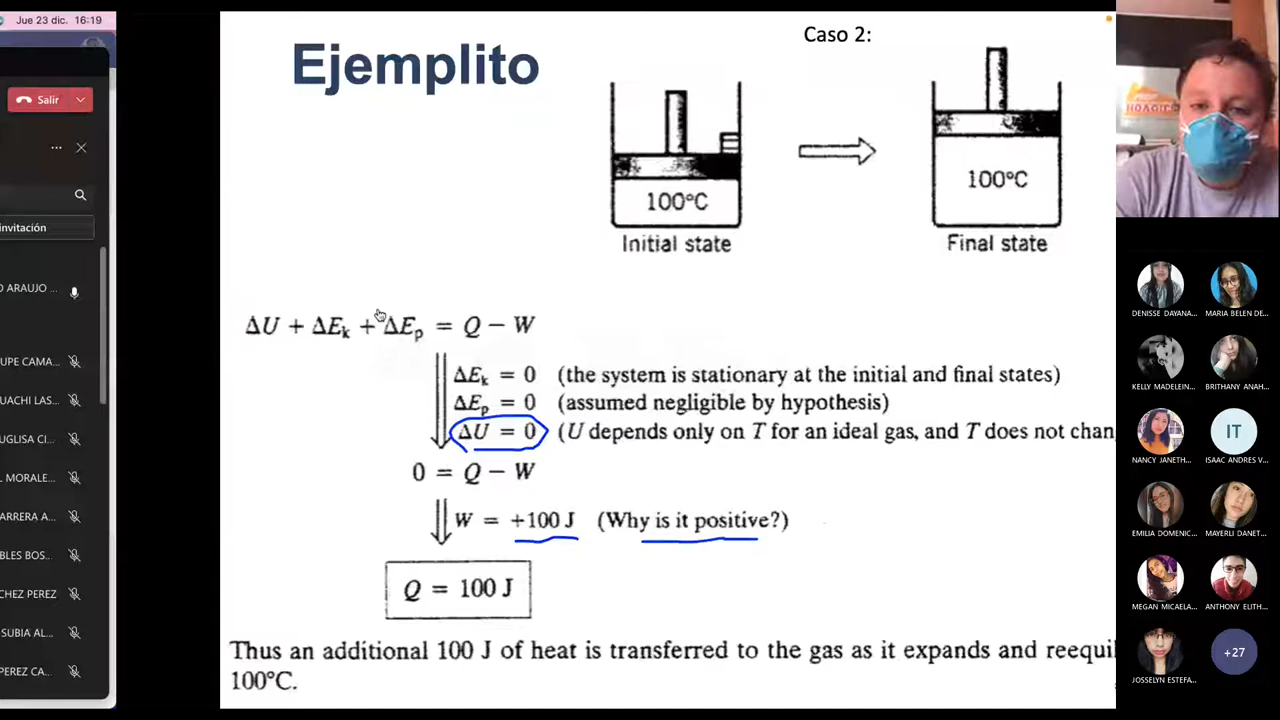 Jue 23 dic. 16:19
Salir
invitación
O ARAUJO ...
UPE CAMA...
UACHI LAS...
UGLISA CI...
L MORALE...
ARRERA A...
BLES BOS...
CHEZ PEREZ
SUBIA AL...
PEREZ CA...
Ejemplito
Caso 2:
100°C
Initial state
100°C
Final state
ΔU + ΔEk + ΔEp = Q − W
ΔEk = 0 (the system is stationary at the initial and final states)
ΔEp = 0 (assumed negligible by hypothesis)
ΔU = 0 (U depends only on T for an ideal gas, and T does not chan
0 = Q − W
W = +100 J (Why is it positive?)
Q = 100 J
Thus an additional 100 J of heat is transferred to the gas as it expands and reequi
100°C.
DENISSE DAYANA...
MARIA BELEN DE...
KELLY MADELEIN...
BRITHANY ANAH...
IT
NANCY JANETH...
ISAAC ANDRES V...
EMILIA DOMENIC...
MAYERLI DANET...
MEGAN MICAELA...
ANTHONY ELITH...
JOSSELYN ESTEFA...
+27